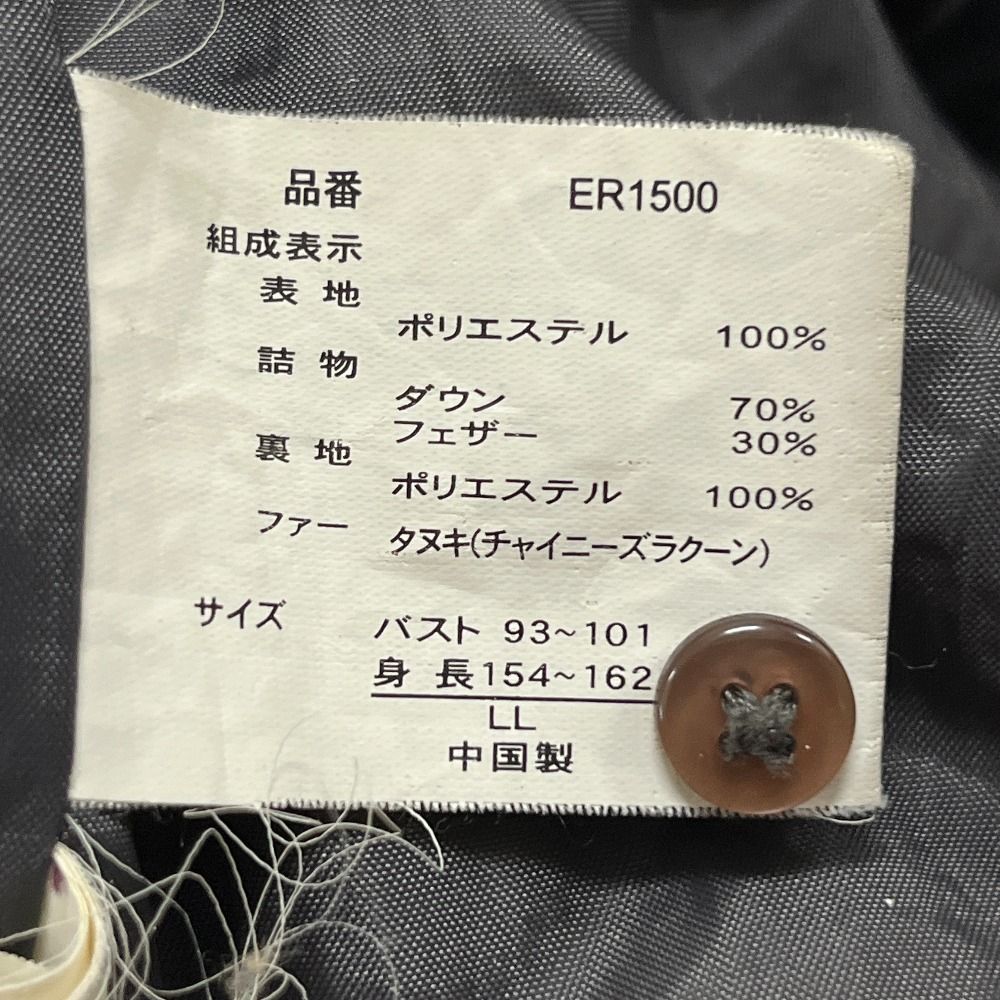 品番 ER1500
組成表示
表 地
ポリエステル 100%
詰 物
ダウン 70%
フェザー 30%
裏 地
ポリエステル 100%
ファー タヌキ(チャイニーズラクーン)
サイズ バスト 93~101
身 長154~162
LL
中国製